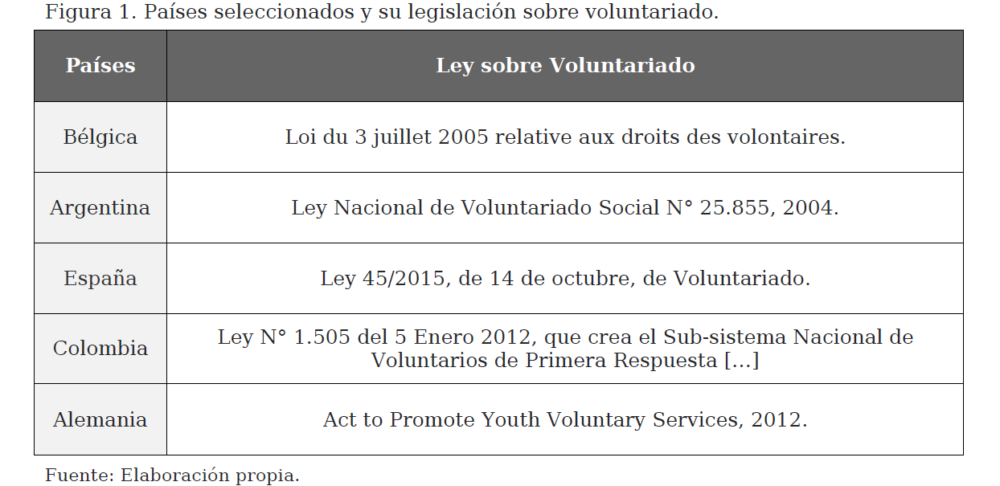 Figura 1. Países seleccionados y su legislación sobre voluntariado.
Países
Ley sobre Voluntariado
Bélgica
Loi du 3 juillet 2005 relative aux droits des volontaires.
Argentina
Ley Nacional de Voluntariado Social N° 25.855, 2004.
España
Ley 45/2015, de 14 de octubre, de Voluntariado.
Colombia
Ley N° 1.505 del 5 Enero 2012, que crea el Sub-sistema Nacional de
Voluntarios de Primera Respuesta [...]
Alemania
Act to Promote Youth Voluntary Services, 2012.
Fuente: Elaboración propia.